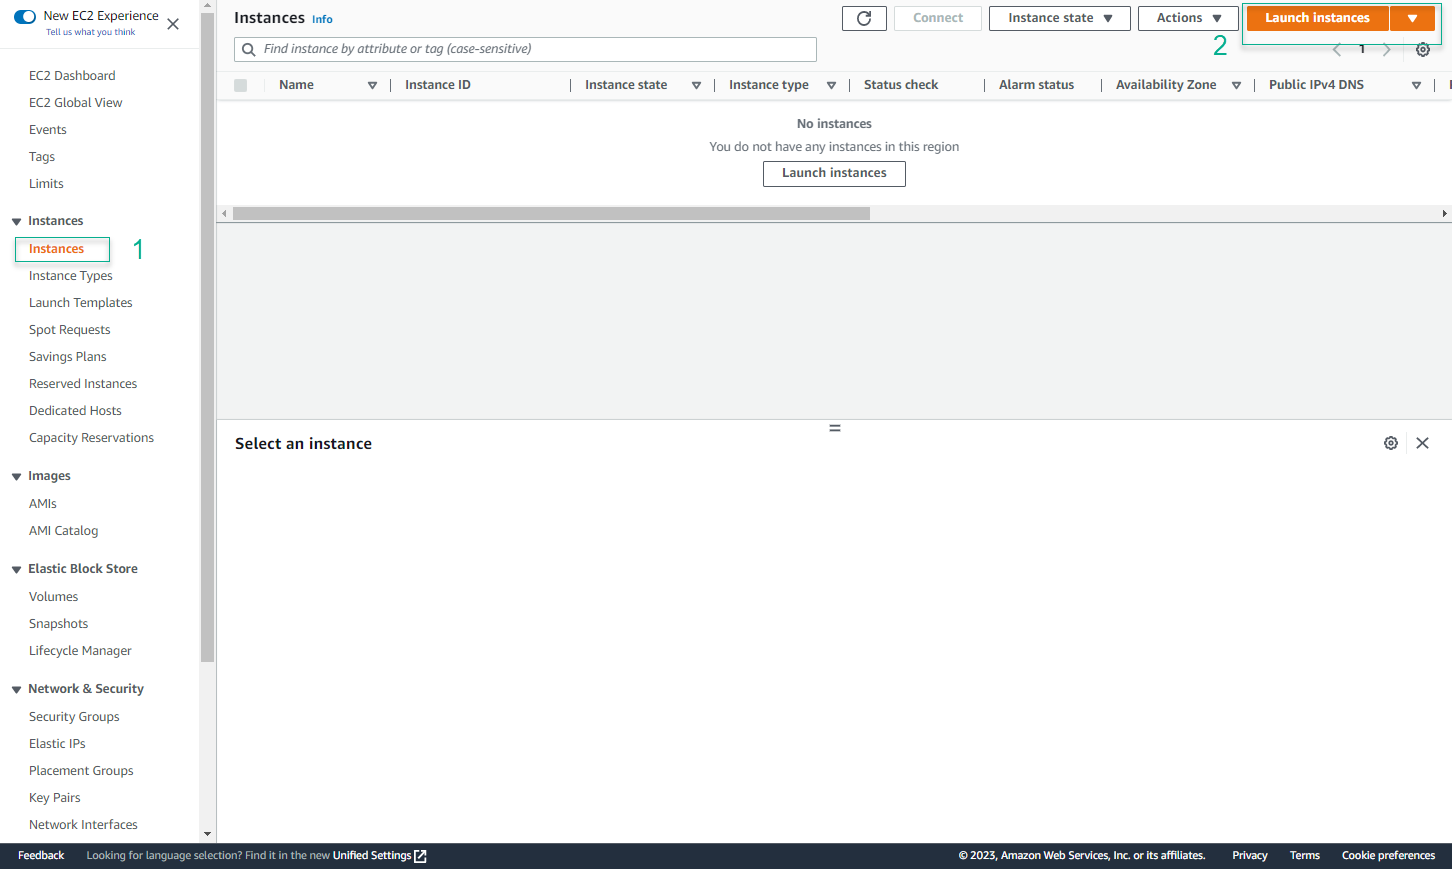 New EC2 Experience
Tell us what you think
EC2 Dashboard
EC2 Global View
Events
Tags
Limits
Instances
Instances 1
Instance Types
Launch Templates
Spot Requests
Savings Plans
Reserved Instances
Dedicated Hosts
Capacity Reservations
Images
AMIs
AMI Catalog
Elastic Block Store
Volumes
Snapshots
Lifecycle Manager
Network & Security
Security Groups
Elastic IPs
Placement Groups
Key Pairs
Network Interfaces
Instances Info
Connect Instance state Actions Launch instances
2
Find instance by attribute or tag (case-sensitive) 1
Name Instance ID Instance state Instance type Status check Alarm status Availability Zone Public IPv4 DNS
No instances
You do not have any instances in this region
Launch instances
Select an instance
Feedback Looking for language selection? Find it in the new Unified Settings © 2023, Amazon Web Services, Inc. or its affiliates. Privacy Terms Cookie preferences